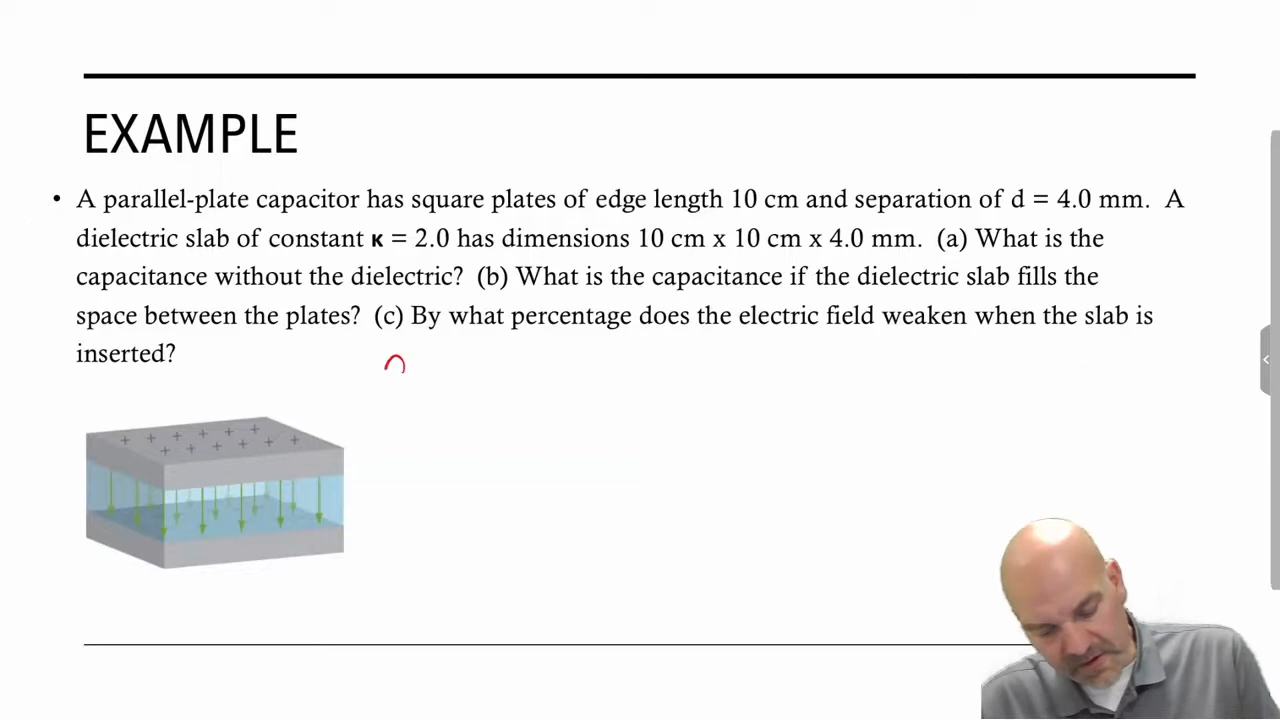 EXAMPLE
• A parallel-plate capacitor has square plates of edge length 10 cm and separation of d = 4.0 mm. A
dielectric slab of constant κ = 2.0 has dimensions 10 cm x 10 cm x 4.0 mm. (a) What is the
capacitance without the dielectric? (b) What is the capacitance if the dielectric slab fills the
space between the plates? (c) By what percentage does the electric field weaken when the slab is
inserted?